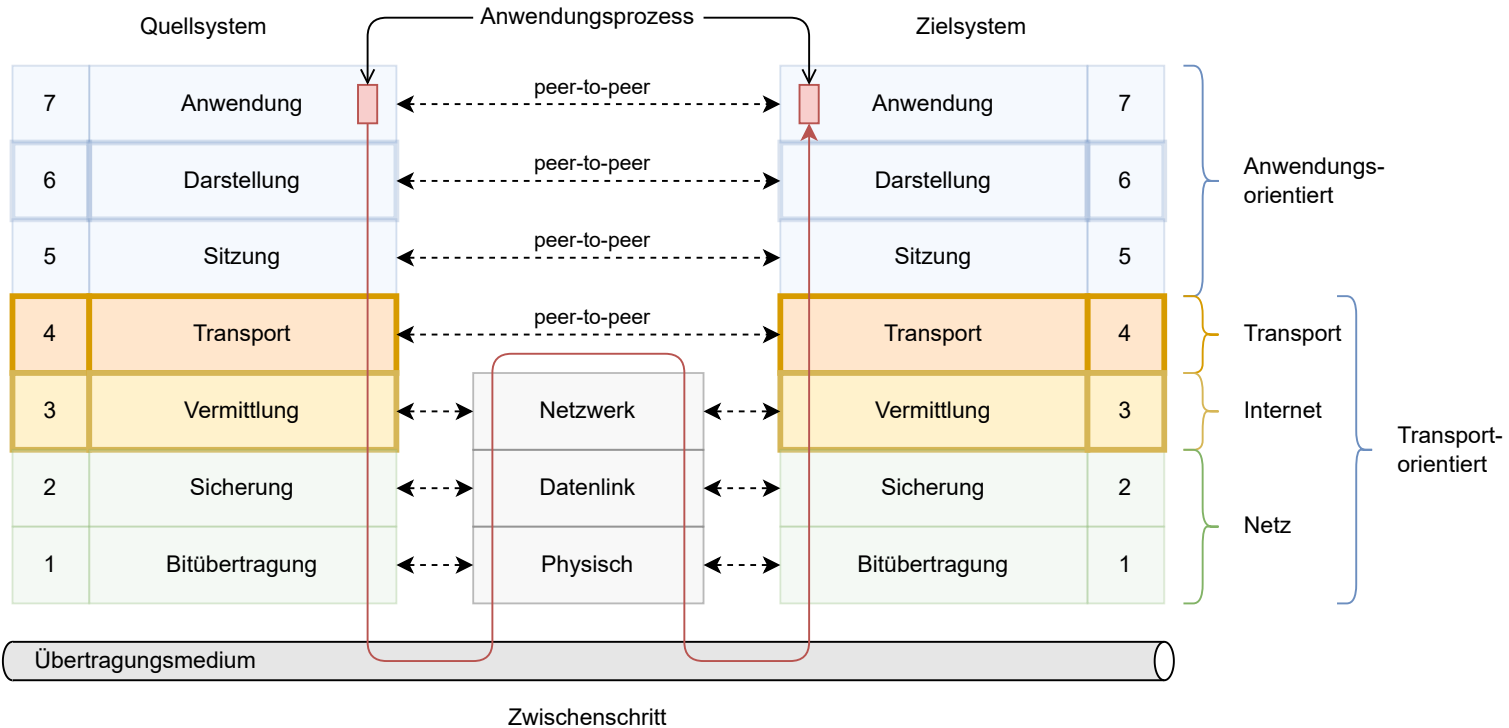 Anwendungsprozess
Quellsystem
Zielsystem
7 Anwendung peer-to-peer Anwendung 7
6 Darstellung peer-to-peer Darstellung 6
5 Sitzung peer-to-peer Sitzung 5
4 Transport peer-to-peer Transport 4
3 Vermittlung Netzwerk Vermittlung 3
2 Sicherung Datenlink Sicherung 2
1 Bitübertragung Physisch Bitübertragung 1
Anwendungs-
orientiert
Transport
Internet
Netz
Transport-
orientiert
Übertragungsmedium
Zwischenschritt